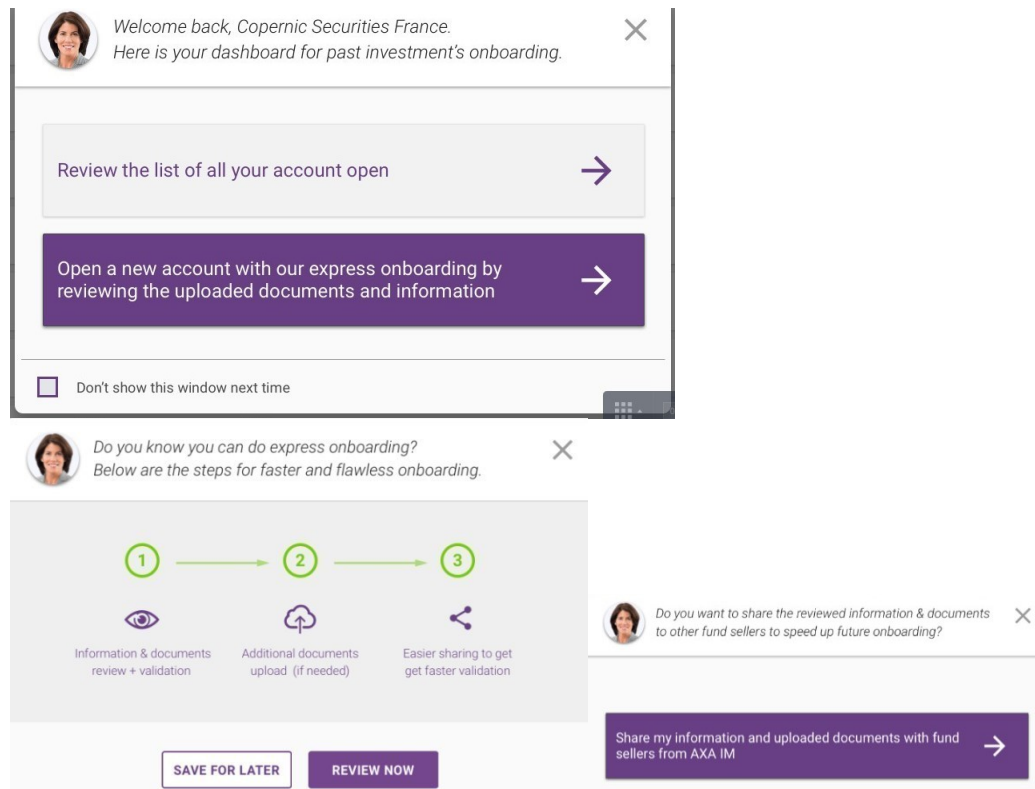 Welcome back, Copernic Securities France.
Here is your dashboard for past investment's onboarding.
Review the list of all your account open
Open a new account with our express onboarding by
reviewing the uploaded documents and information
Don't show this window next time
Do you know you can do express onboarding?
Below are the steps for faster and flawless onboarding.
1
2
3
Information & documents
review + validation
Additional documents
upload (if needed)
Easier sharing to get
get faster validation
SAVE FOR LATER
REVIEW NOW
Do you want to share the reviewed information & documents
to other fund sellers to speed up future onboarding?
Share my information and uploaded documents with fund
sellers from AXA IM